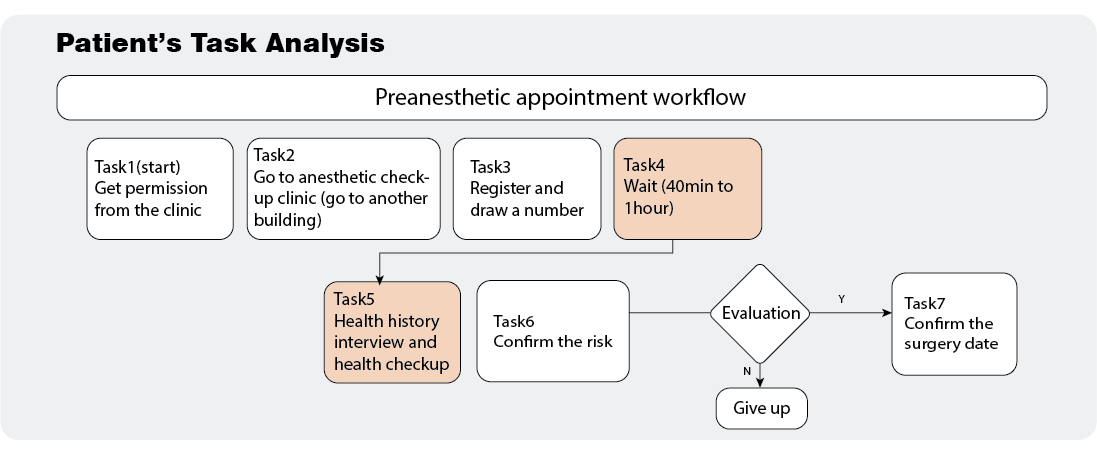 Patient's Task Analysis
Preanesthetic appointment workflow
Task1(start)
Get permission
from the clinic
Task2
Go to anesthetic check-
up clinic (go to another
building)
Task3
Register and
draw a number
Task4
Wait (40min to
1hour)
Task5
Health history
interview and
health checkup
Task6
Confirm the risk
Evaluation
Y
Task7
Confirm the
surgery date
N
Give up